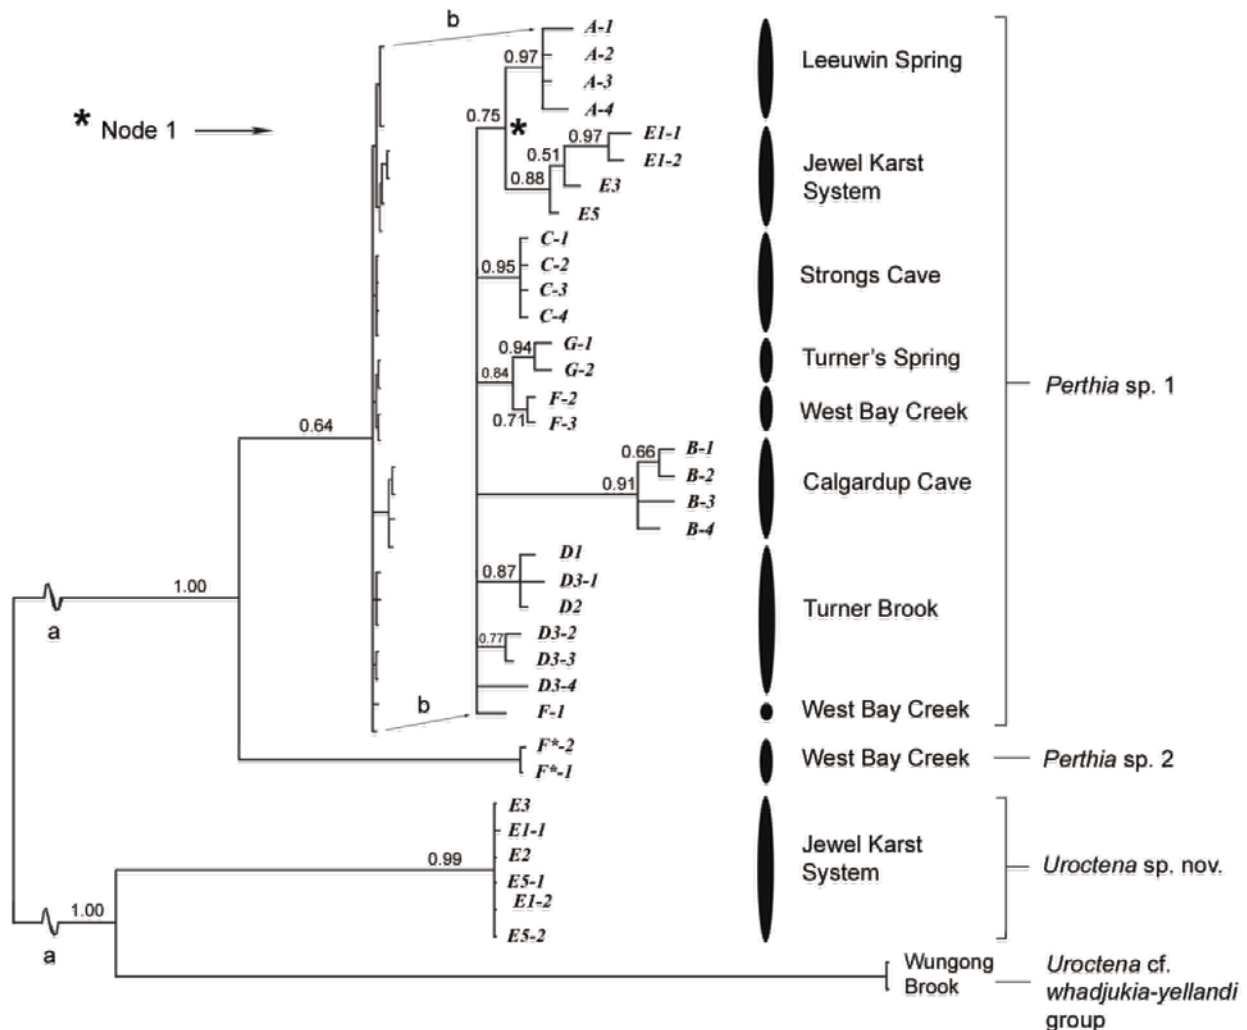 b
* Node 1
A-1
A-2
A-3
A-4
0.97
0.75
*
E1-1
E1-2
E3
E5
0.97
0.51
0.88
C-1
C-2
C-3
C-4
0.95
G-1
G-2
F-2
F-3
0.94
0.84
0.71
B-1
B-2
B-3
B-4
0.66
0.91
D1
D3-1
D2
0.87
D3-2
D3-3
0.77
D3-4
F-1
b
0.64
F*-2
F*-1
1.00
a
E3
E1-1
E2
E5-1
E1-2
E5-2
0.99
1.00
a
Leeuwin Spring
Jewel Karst
System
Strongs Cave
Turner's Spring
West Bay Creek
Calgardup Cave
Turner Brook
West Bay Creek
Perthia sp. 1
West Bay Creek
Perthia sp. 2
Jewel Karst
System
Uroctena sp. nov.
Wungong
Brook
Uroctena cf.
whadjukia-yellandi
group